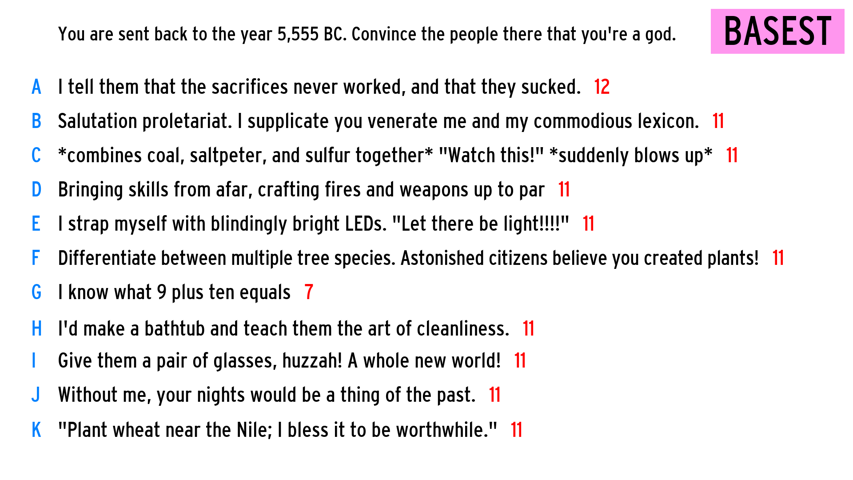 You are sent back to the year 5,555 BC. Convince the people there that you're a god.
BASEST
A I tell them that the sacrifices never worked, and that they sucked. 12
B Salutation proletariat. I supplicate you venerate me and my commodious lexicon. 11
C *combines coal, saltpeter, and sulfur together* "Watch this!" *suddenly blows up* 11
D Bringing skills from afar, crafting fires and weapons up to par 11
E I strap myself with blindingly bright LEDs. "Let there be light!!!!" 11
F Differentiate between multiple tree species. Astonished citizens believe you created plants! 11
G I know what 9 plus ten equals 7
H I'd make a bathtub and teach them the art of cleanliness. 11
I Give them a pair of glasses, huzzah! A whole new world! 11
J Without me, your nights would be a thing of the past. 11
K "Plant wheat near the Nile; I bless it to be worthwhile." 11